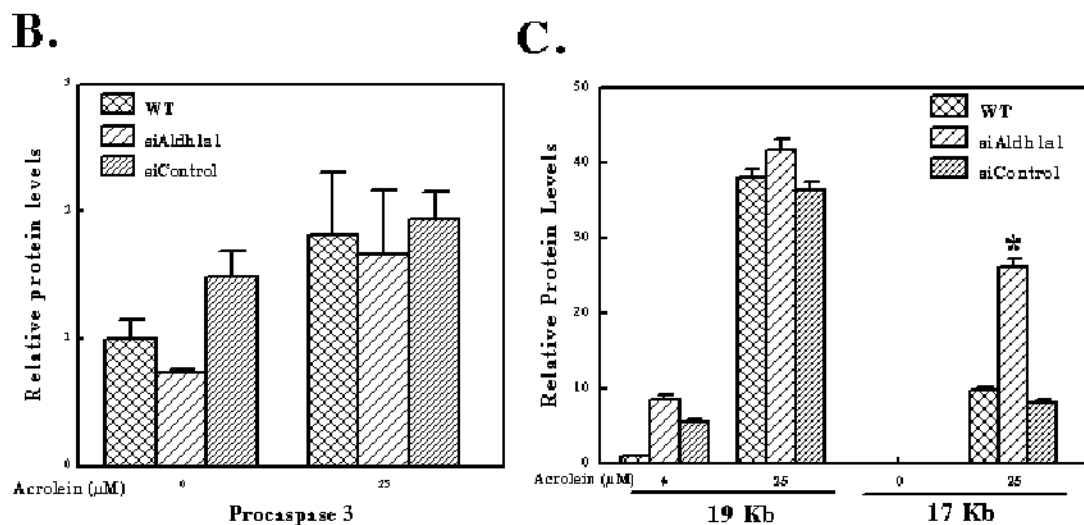 B.
3
WT
siAldh1a1
siControl
2
1
0
Relative protein levels
Acrolein (μM) 0 25
Procaspase 3
C.
50
WT
siAldh1a1
siControl
40
30
*
20
10
0
Relative Protein Levels
Acrolein (μM) 25 0 25
19 Kb 17 Kb